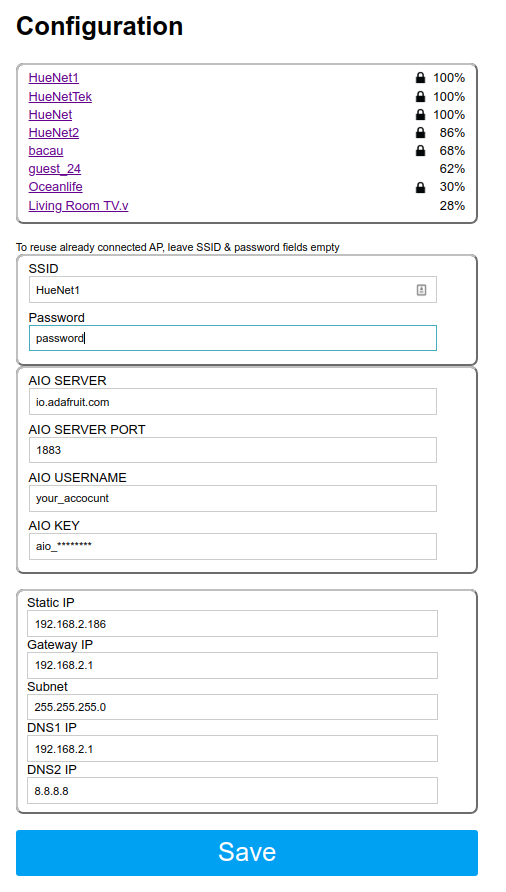 Configuration
HueNet1 100%
HueNetTek 100%
HueNet 100%
HueNet2 86%
bacau 68%
guest_24 62%
Oceanlife 30%
Living Room TV.v 28%
To reuse already connected AP, leave SSID & password fields empty
SSID
HueNet1
Password
password
AIO SERVER
io.adafruit.com
AIO SERVER PORT
1883
AIO USERNAME
your_accocunt
AIO KEY
aio_********
Static IP
192.168.2.186
Gateway IP
192.168.2.1
Subnet
255.255.255.0
DNS1 IP
192.168.2.1
DNS2 IP
8.8.8.8
Save